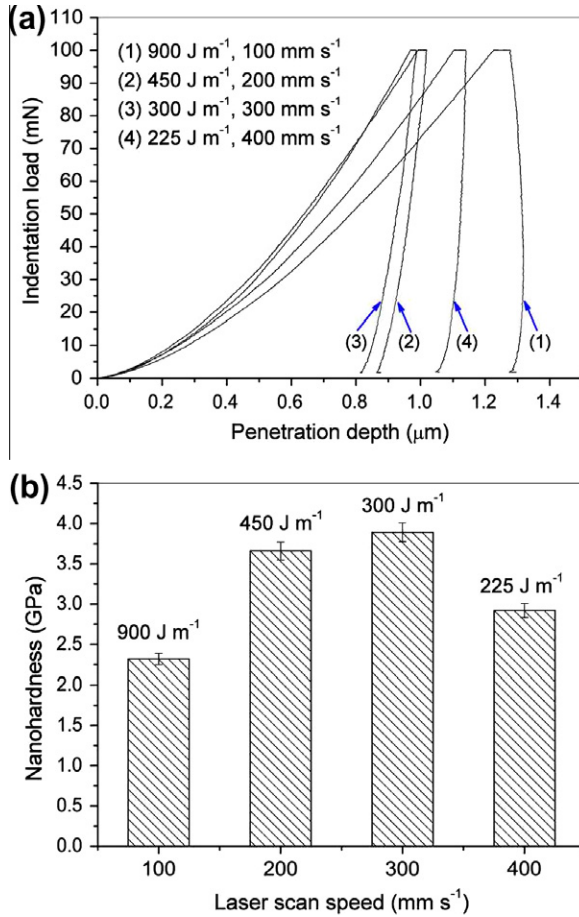 (a)
110
100
90
80
70
60
50
40
30
20
10
0
Indentation load (mN)
(1) 900 J m⁻¹, 100 mm s⁻¹
(2) 450 J m⁻¹, 200 mm s⁻¹
(3) 300 J m⁻¹, 300 mm s⁻¹
(4) 225 J m⁻¹, 400 mm s⁻¹
(3) (2) (4) (1)
0.0 0.2 0.4 0.6 0.8 1.0 1.2 1.4
Penetration depth (μm)
(b)
4.5
4.0
3.5
3.0
2.5
2.0
1.5
1.0
0.5
0.0
Nanohardness (GPa)
900 J m⁻¹
450 J m⁻¹
300 J m⁻¹
225 J m⁻¹
100 200 300 400
Laser scan speed (mm s⁻¹)